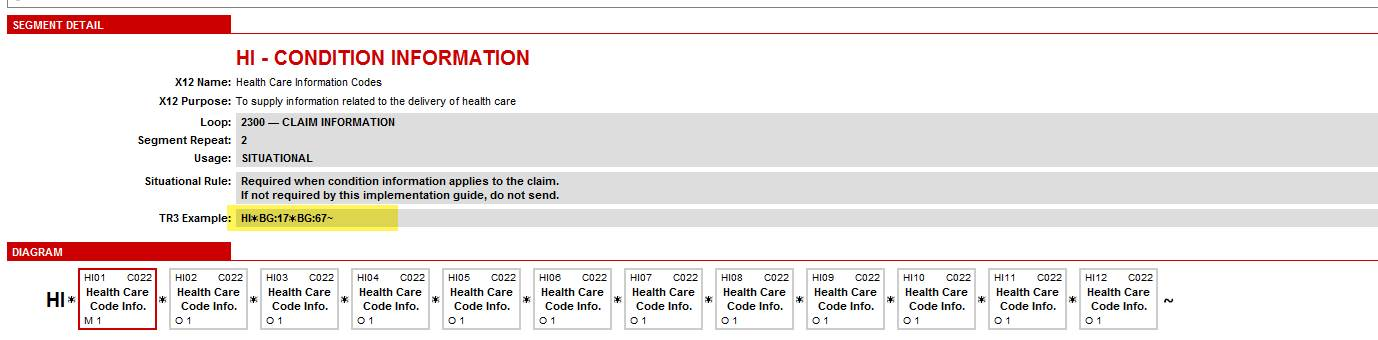 SEGMENT DETAIL
HI - CONDITION INFORMATION
X12 Name: Health Care Information Codes
X12 Purpose: To supply information related to the delivery of health care
Loop: 2300 — CLAIM INFORMATION
Segment Repeat: 2
Usage: SITUATIONAL
Situational Rule: Required when condition information applies to the claim.
If not required by this implementation guide, do not send.
TR3 Example: HI∗BG:17∗BG:67~
DIAGRAM
HI01 C022 HI02 C022 HI03 C022 HI04 C022 HI05 C022 HI06 C022 HI07 C022 HI08 C022 HI09 C022 HI10 C022 HI11 C022 HI12 C022
HI ∗ Health Care ∗ Health Care ∗ Health Care ∗ Health Care ∗ Health Care ∗ Health Care ∗ Health Care ∗ Health Care ∗ Health Care ∗ Health Care ∗ Health Care ∗ Health Care ~
Code Info. Code Info. Code Info. Code Info. Code Info. Code Info. Code Info. Code Info. Code Info. Code Info. Code Info. Code Info.
M 1 O 1 O 1 O 1 O 1 O 1 O 1 O 1 O 1 O 1 O 1 O 1